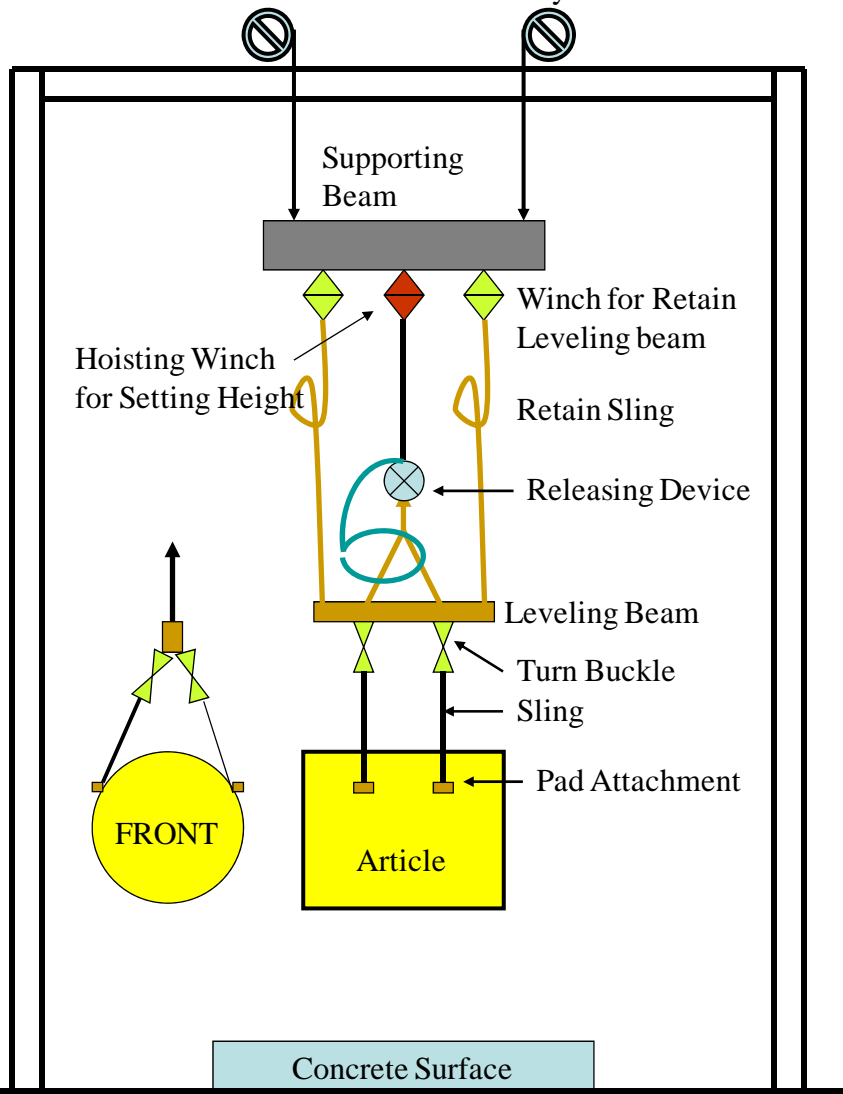 Supporting
Beam
Winch for Retain
Leveling beam
Hoisting Winch
for Setting Height
Retain Sling
Releasing Device
Leveling Beam
Turn Buckle
Sling
Pad Attachment
FRONT
Article
Concrete Surface